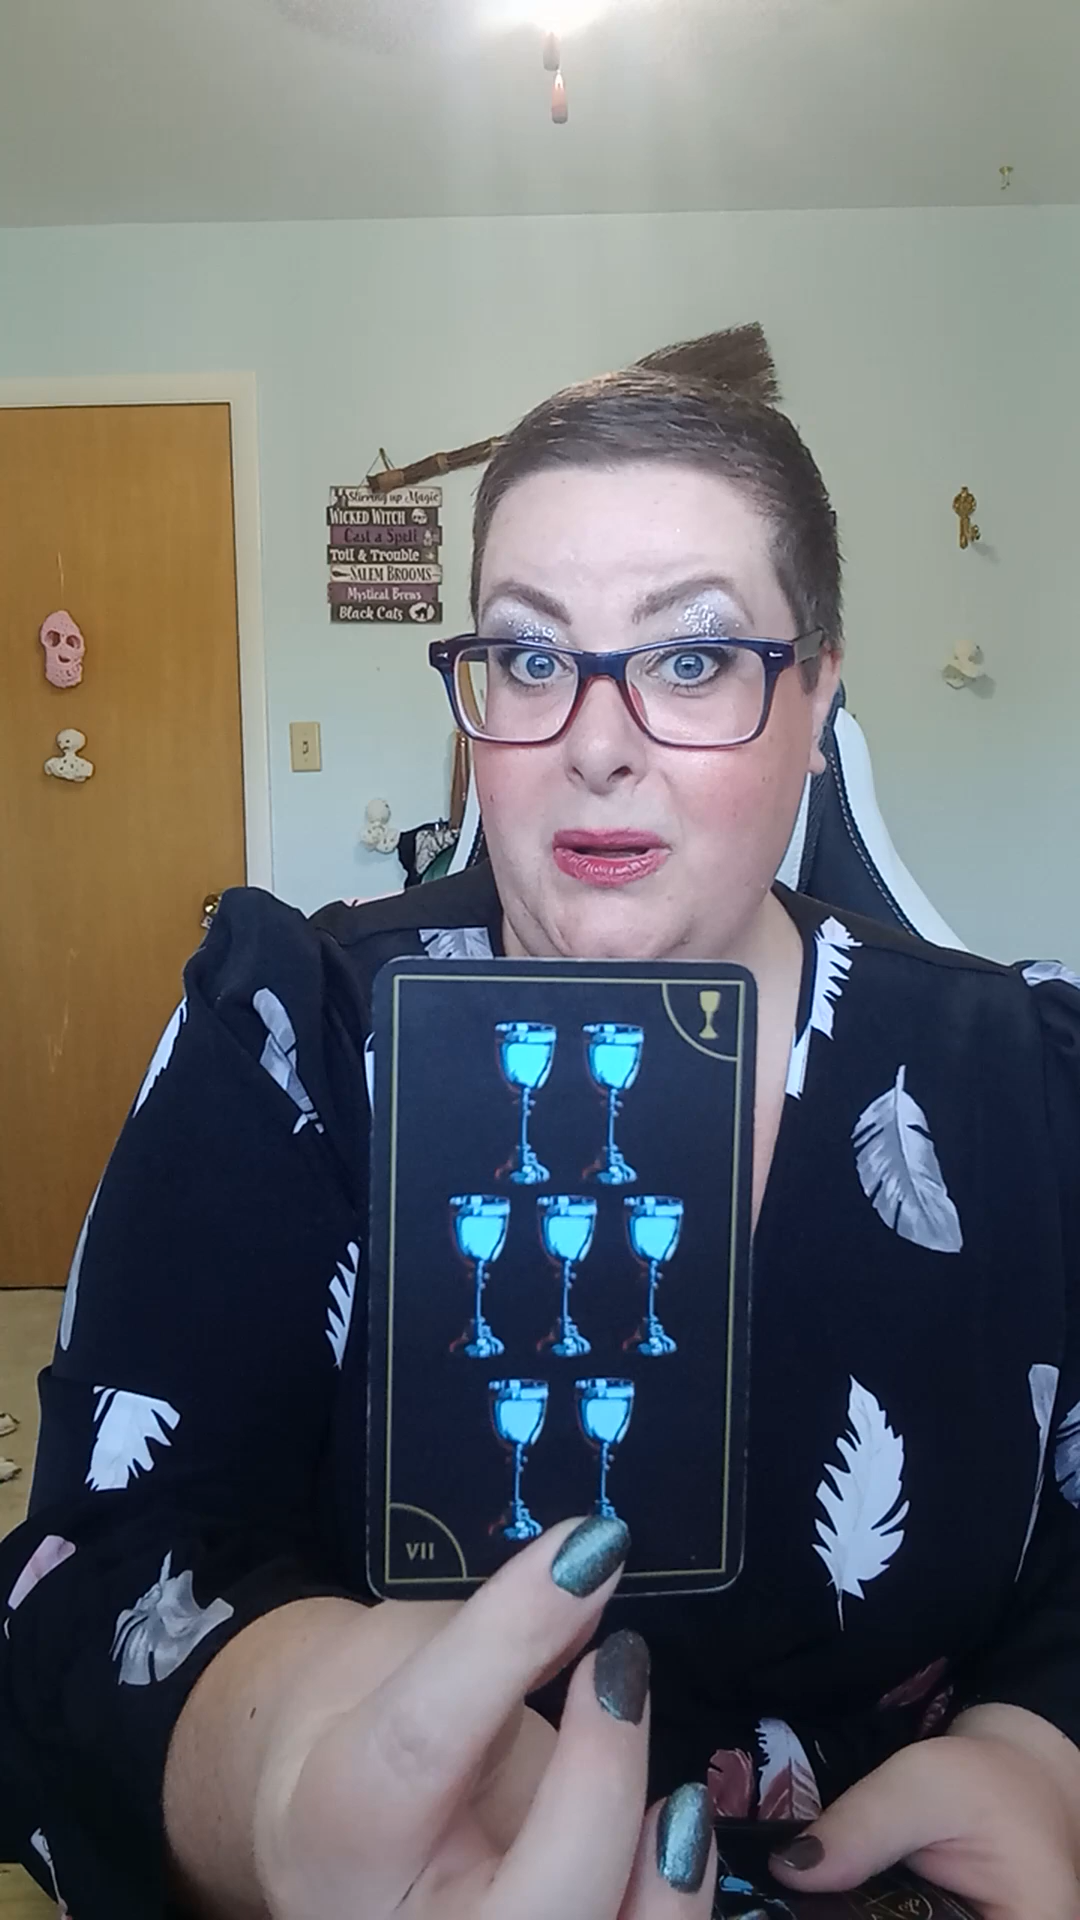 Stirring up Magic
WICKED WITCH
Cast a Spell
Toil & Trouble
SALEM BROOMS
Mystical Brews
Black Cats
VII